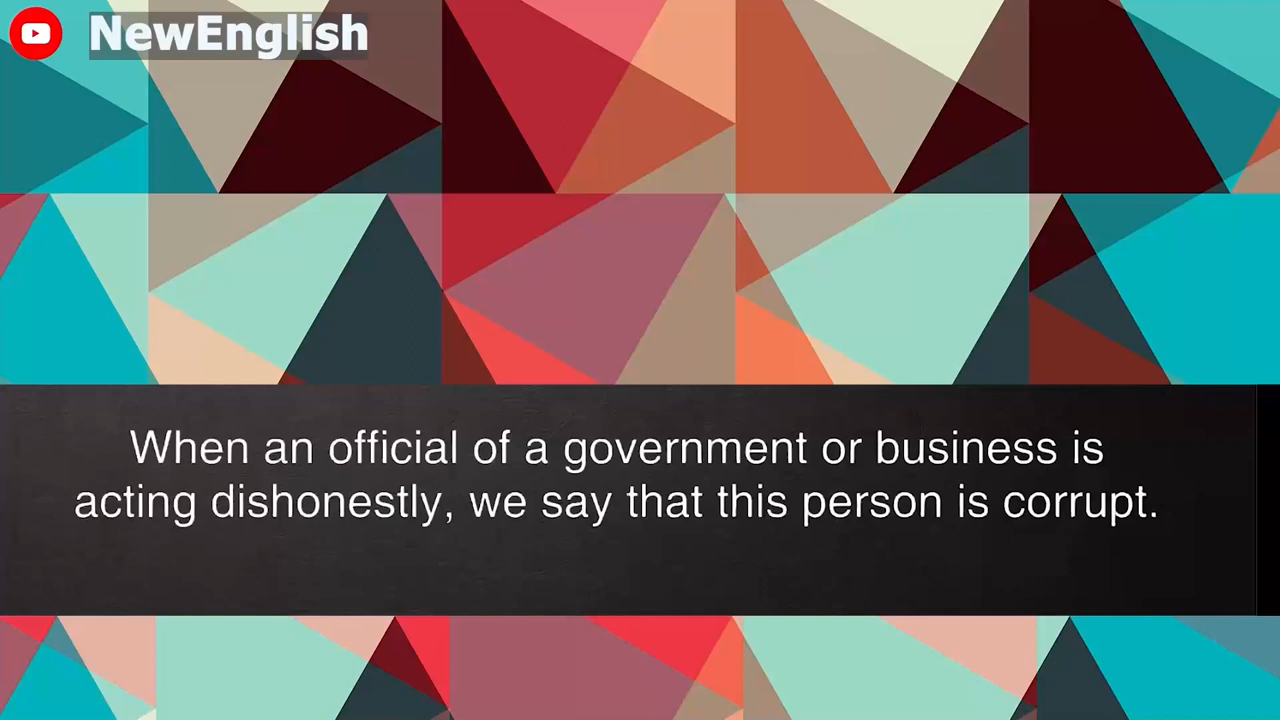 NewEnglish
When an official of a government or business is
acting dishonestly, we say that this person is corrupt.